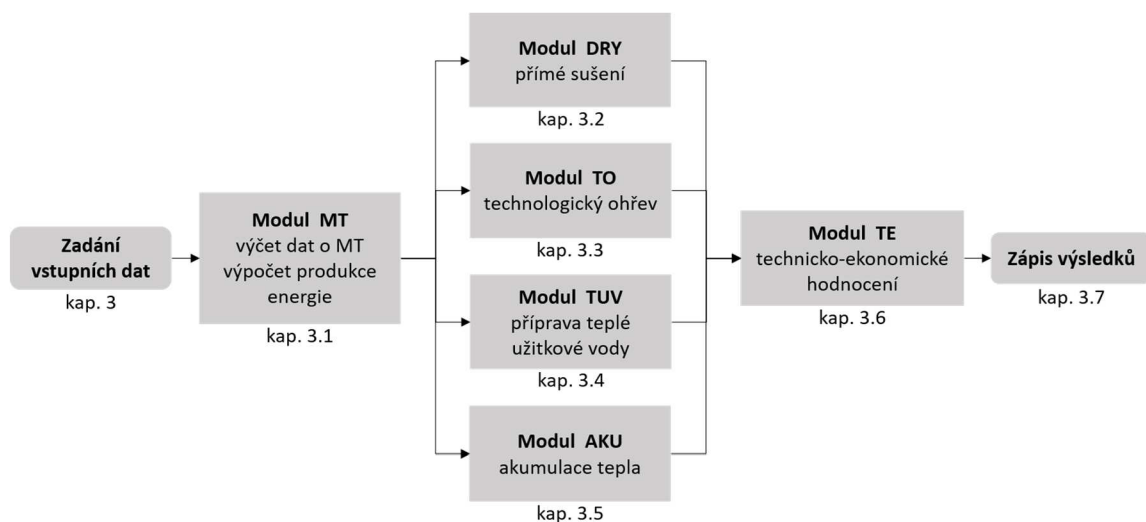 Zadání
vstupních dat
kap. 3
Modul MT
výčet dat o MT
výpočet produkce
energie
kap. 3.1
Modul DRY
přímé sušení
kap. 3.2
Modul TO
technologický ohřev
kap. 3.3
Modul TUV
příprava teplé
užitkové vody
kap. 3.4
Modul AKU
akumulace tepla
kap. 3.5
Modul TE
technicko-ekonomické
hodnocení
kap. 3.6
Zápis výsledků
kap. 3.7